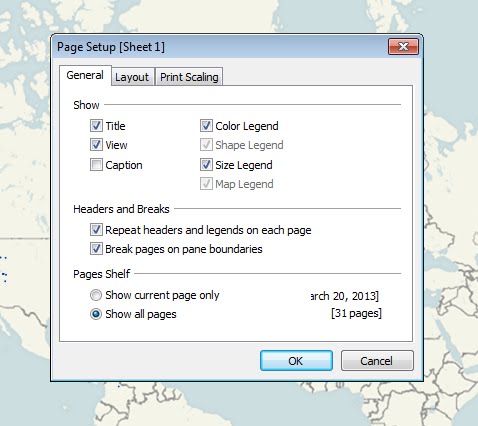 Page Setup [Sheet 1]
General Layout Print Scaling
Show
Title Color Legend
View Shape Legend
Caption Size Legend
Map Legend
Headers and Breaks
Repeat headers and legends on each page
Break pages on pane boundaries
Pages Shelf
Show current page only arch 20, 2013]
Show all pages [31 pages]
OK Cancel